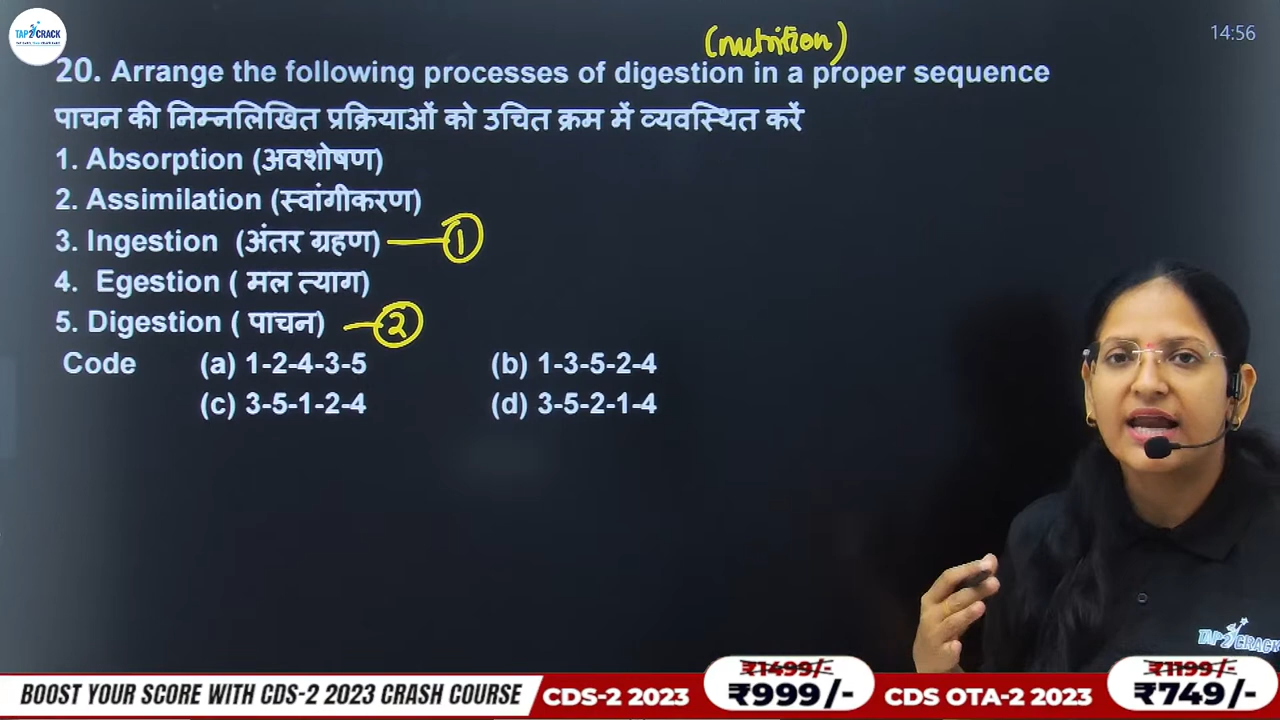 TAP2CRACK
14:56
(nutrition)
20. Arrange the following processes of digestion in a proper sequence
पाचन की निम्नलिखित प्रक्रियाओं को उचित क्रम में व्यवस्थित करें
1. Absorption (अवशोषण)
2. Assimilation (स्वांगीकरण)
3. Ingestion (अंतर ग्रहण) — 1
4. Egestion ( मल त्याग)
5. Digestion ( पाचन) — 2
Code (a) 1-2-4-3-5 (b) 1-3-5-2-4
(c) 3-5-1-2-4 (d) 3-5-2-1-4
TAP2CRACK
BOOST YOUR SCORE WITH CDS-2 2023 CRASH COURSE CDS-2 2023 ₹1499/- ₹999/- CDS OTA-2 2023 ₹1199/- ₹749/-